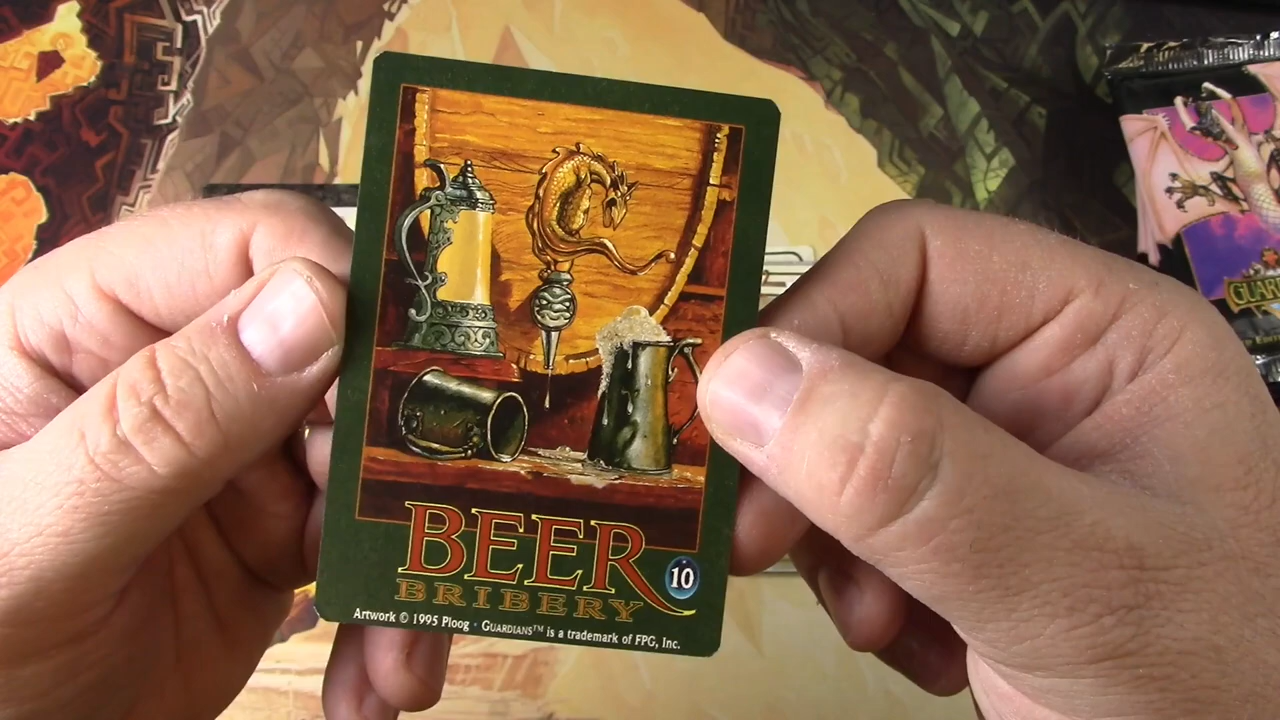 BEER
10
BRIBERY
Artwork © 1995 Ploog · GUARDIANS™ is a trademark of FPG, Inc.